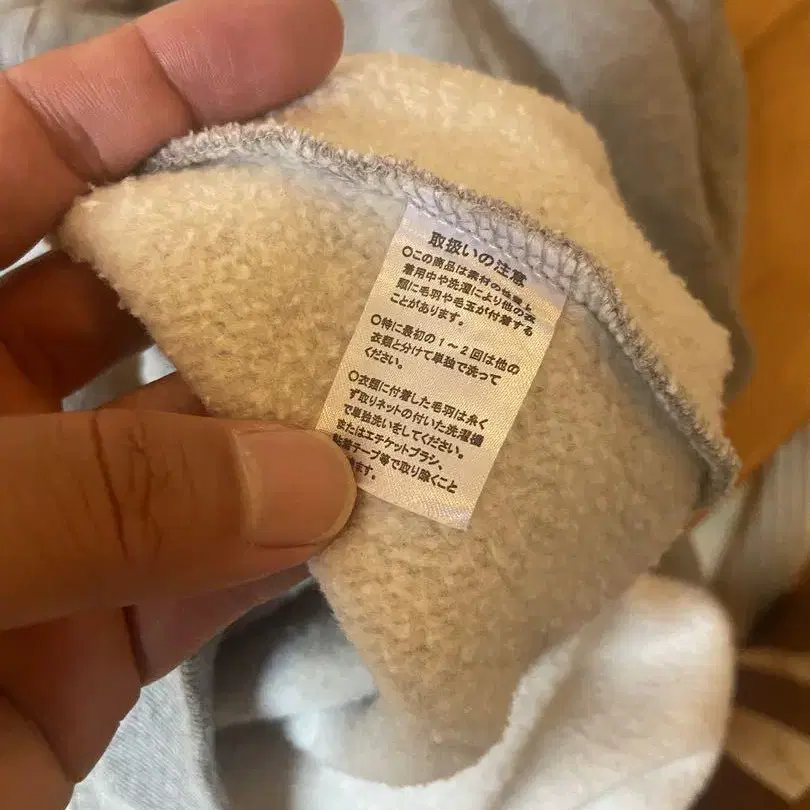 取扱いの注意
○この商品は素材の性質上、
着用中や洗濯により他の衣
類に毛羽や毛玉が付着する
ことがあります。
○特に最初の1～2回は他の
衣類と分けて単独で洗って
ください。
○衣類に付着した毛羽は糸く
ず取りネットの付いた洗濯機
で単独洗いをしてください。
またはエチケットブラシ、
粘着テープ等で取り除くこと
ます。